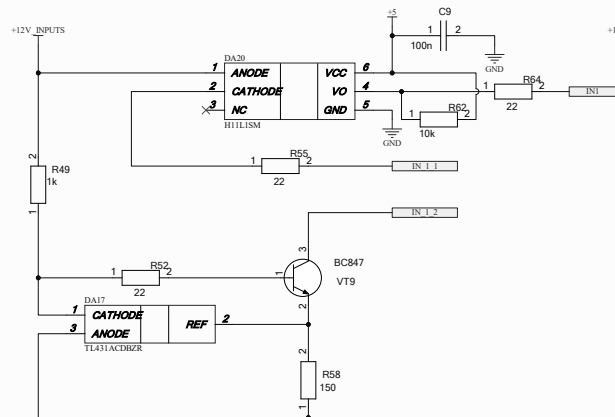 +12V_INPUTS
+5
C9
1 2
100n
GND
DA20
1 ANODE VCC 6
2 CATHODE VO 4
3 NC GND 5
H11L1SM
GND
R64
1 2
22
IN1
R62
1 2
10k
R55
1 2
22
IN_1_1
IN_1_2
2
R49
1k
1
R52
1 2
22
3
BC847
1
VT9
2
DA17
1 CATHODE
REF 2
3 ANODE
TL431ACDBZR
2
R58
150
1